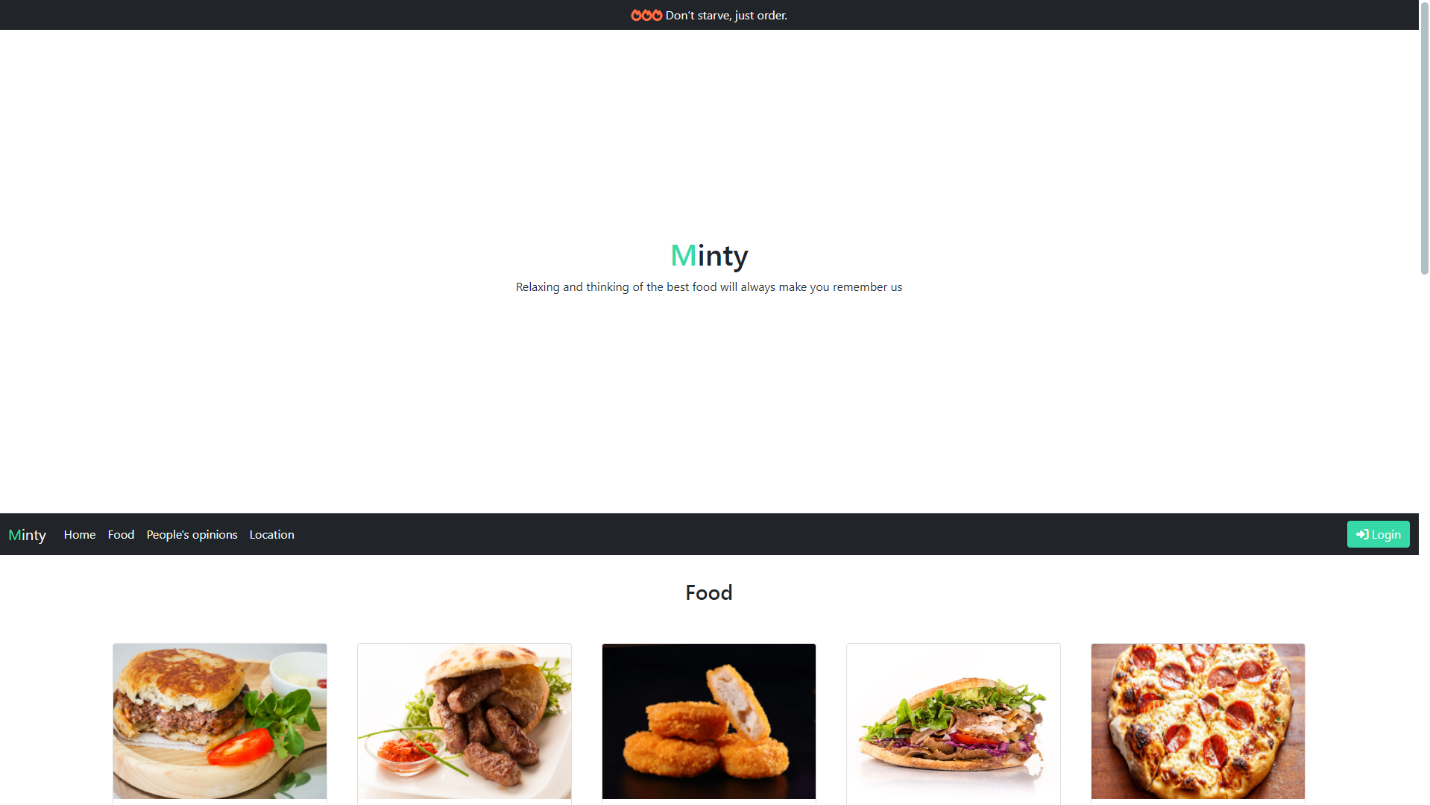 Don't starve, just order.
Minty
Relaxing and thinking of the best food will always make you remember us
Minty Home Food People's opinions Location Login
Food